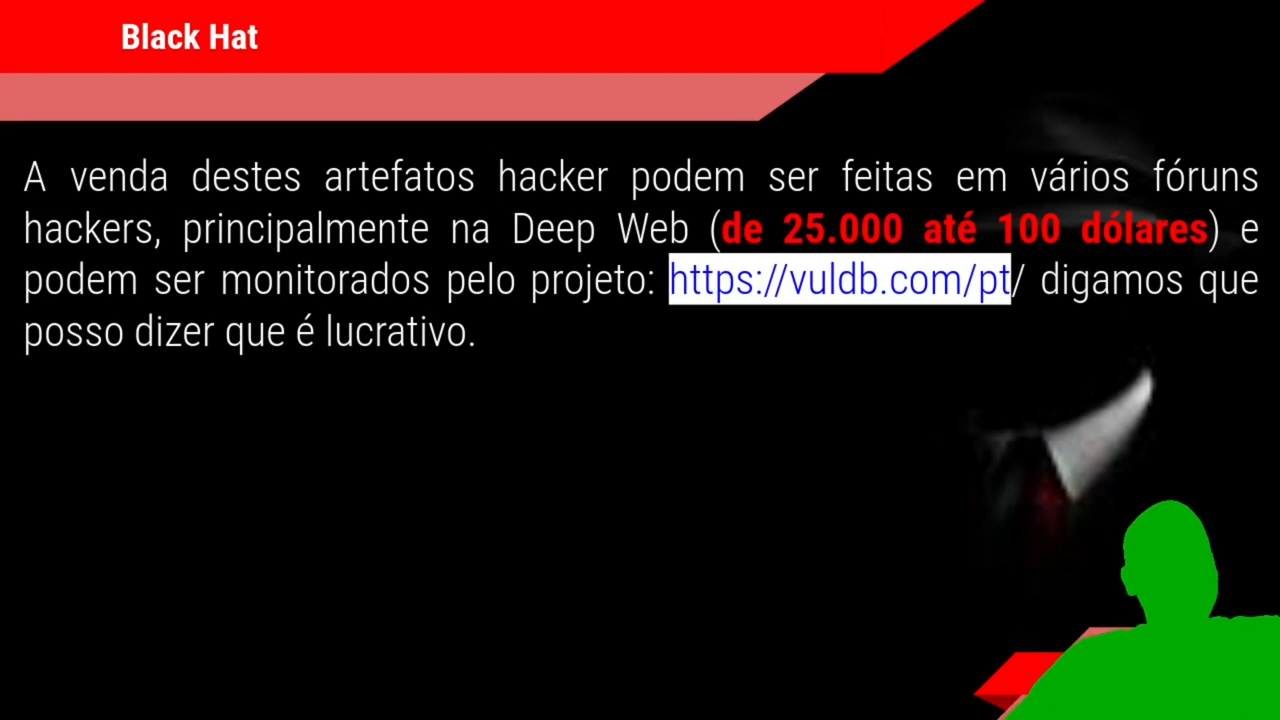 Black Hat
A venda destes artefatos hacker podem ser feitas em vários fóruns
hackers, principalmente na Deep Web (de 25.000 até 100 dólares) e
podem ser monitorados pelo projeto: https://vuldb.com/pt/ digamos que
posso dizer que é lucrativo.